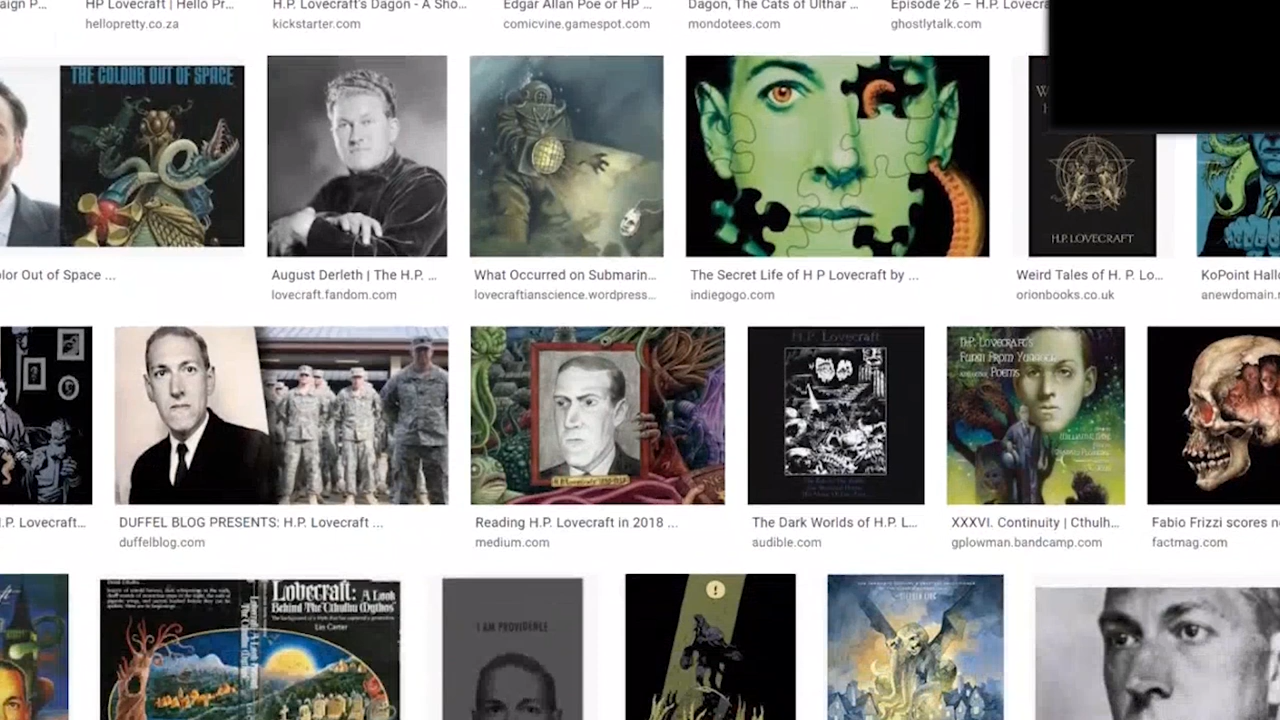 aign P...
HP Lovecraft | Hello Pr...
H.P. Lovecraft's Dagon - A Sho...
Edgar Allan Poe or HP ...
Dagon, The Cats of Ulthar ...
Episode 26 – H.P. Lovecra
hellopretty.co.za
kickstarter.com
comicvine.gamespot.com
mondotees.com
ghostlytalk.com
THE COLOUR OUT OF SPACE
H.P. LOVECRAFT
olor Out of Space ...
August Derleth | The H.P. ...
What Occurred on Submarin...
The Secret Life of H P Lovecraft by ...
Weird Tales of H. P. Lo...
KoPoint Hall
lovecraft.fandom.com
lovecraftianscience.wordpress...
indiegogo.com
orionbooks.co.uk
anewdomain.n
H.P. Lovecraft
H.P. LOVECRAFT'S
FUNGI FROM YUGGOTH
POEMS
H.P. Lovecraft...
DUFFEL BLOG PRESENTS: H.P. Lovecraft ...
Reading H.P. Lovecraft in 2018 ...
The Dark Worlds of H.P. L...
XXXVI. Continuity | Cthulh...
Fabio Frizzi scores n
duffelblog.com
medium.com
audible.com
gplowman.bandcamp.com
factmag.com
Lovecraft: A Look
Behind The "Cthulhu Mythos"
Lin Carter
I AM PROVIDENCE
!